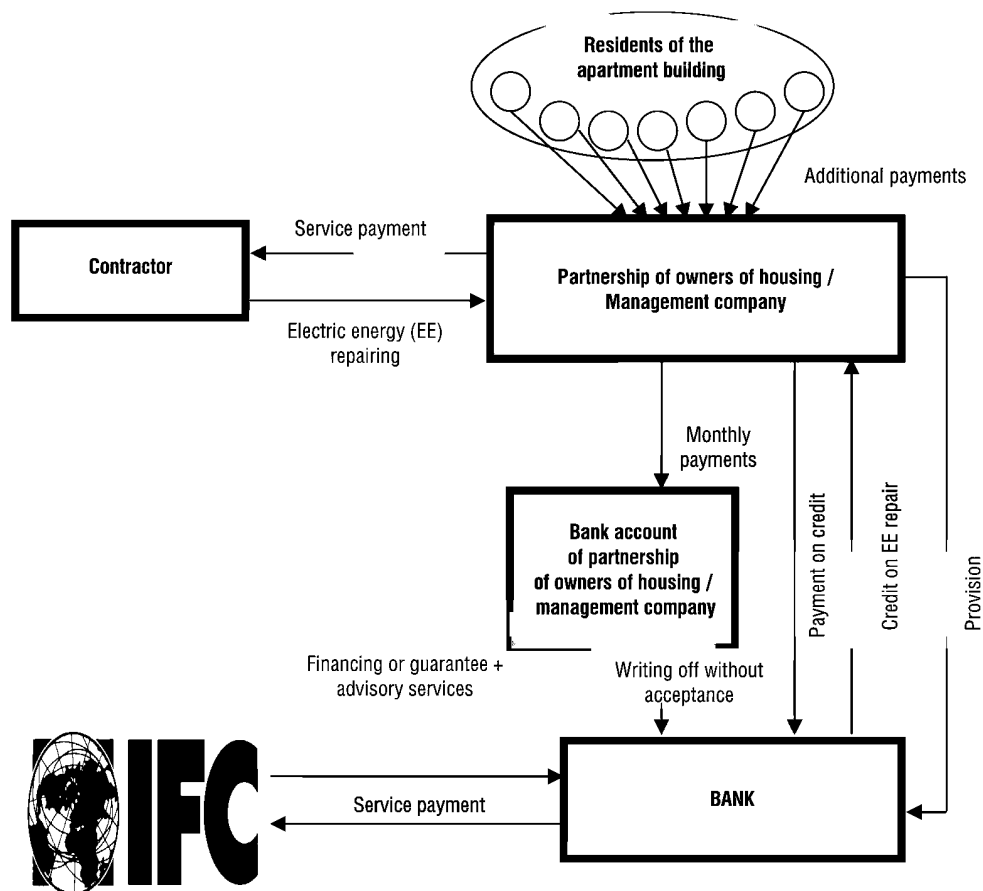 Residents of the
apartment building
Additional payments
Service payment
Contractor
Partnership of owners of housing /
Management company
Electric energy (EE)
repairing
Monthly
payments
Payment on credit
Credit on EE repair
Provision
Bank account
of partnership
of owners of housing /
management company
Financing or guarantee +
advisory services
Writing off without
acceptance
IFC
Service payment
BANK